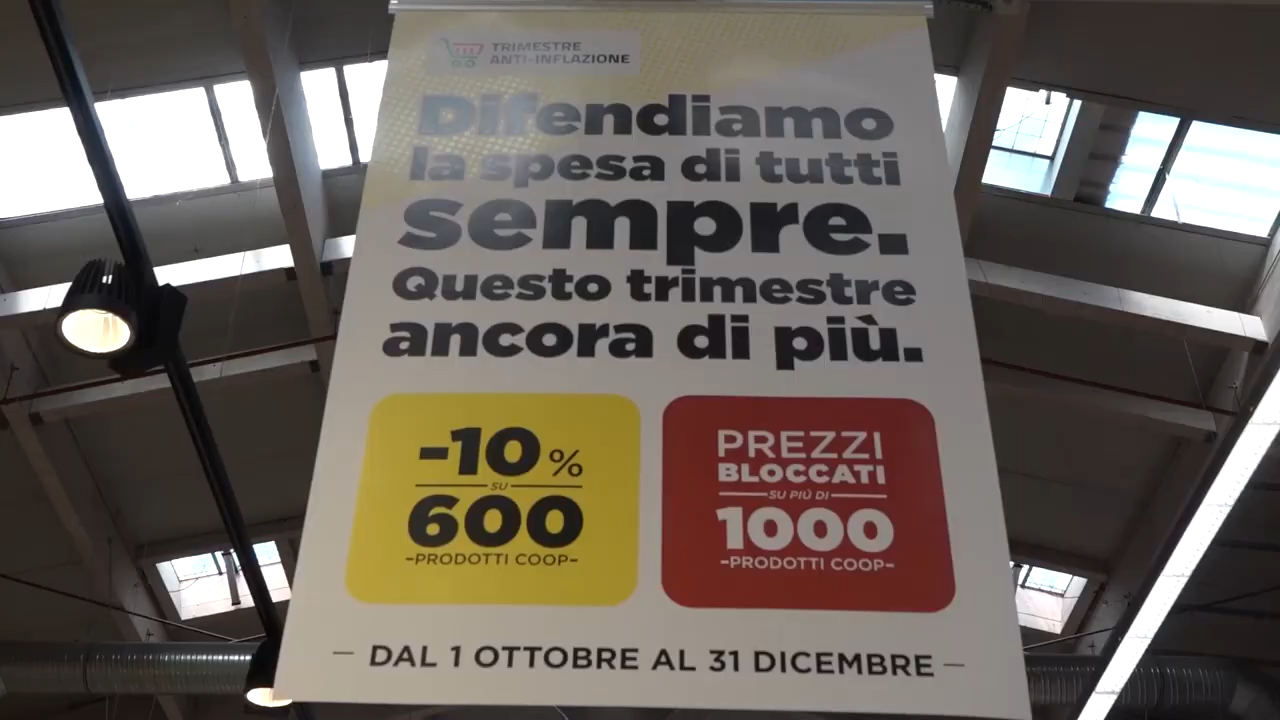 TRIMESTRE
ANTI-INFLAZIONE
Difendiamo
la spesa di tutti
sempre.
Questo trimestre
ancora di più.
-10%
SU
600
-PRODOTTI COOP-
PREZZI
BLOCCATI
SU PIÙ DI
1000
-PRODOTTI COOP-
— DAL 1 OTTOBRE AL 31 DICEMBRE —